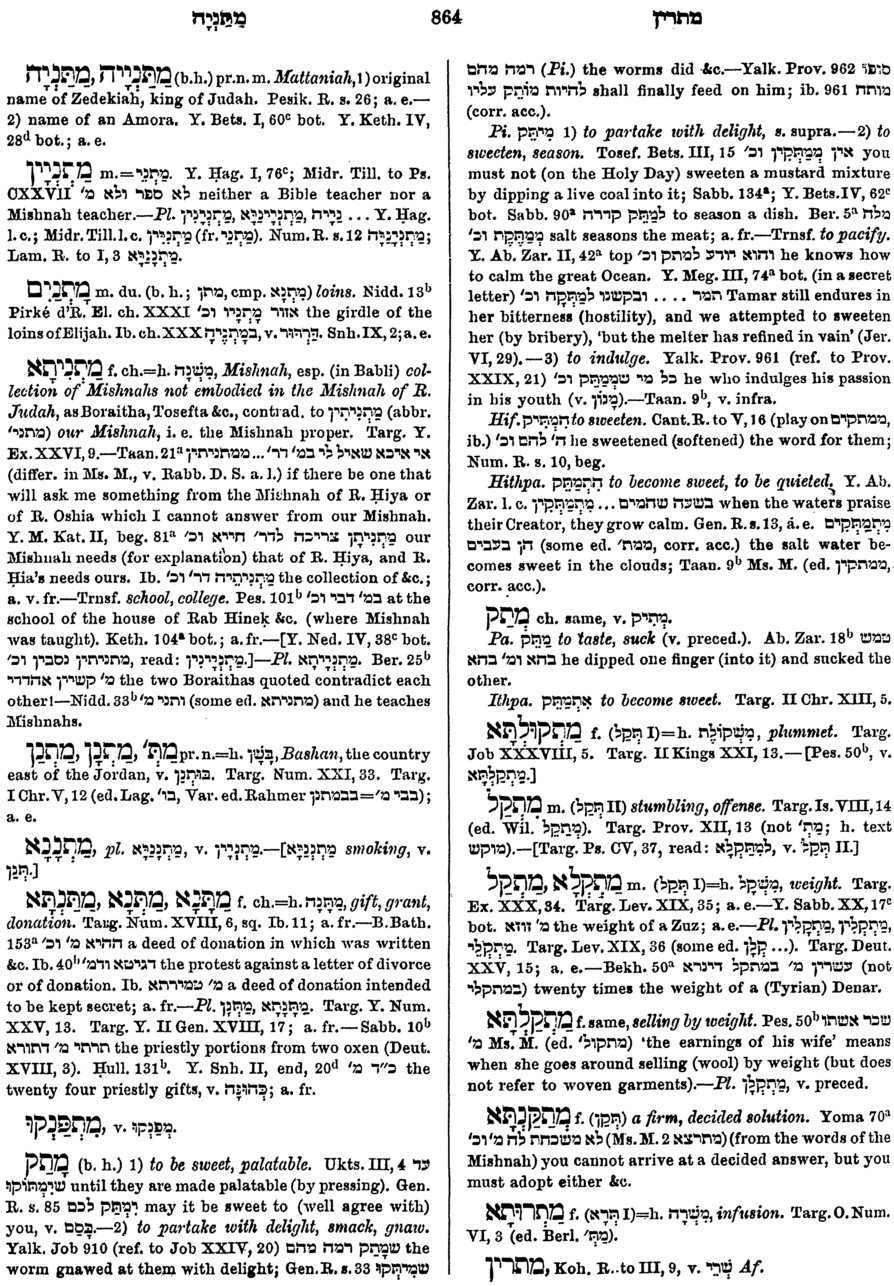 מַתַּנְיָה 864 מתרין
מַתַּנְיָיה, מַתַּנְיָה (b.h.) pr.n.m. Mattaniah, 1) original
name of Zedekiah, king of Judah. Pesik. R. s. 26; a. e.—
2) name of an Amora. Y. Bets. I, 60ᶜ bot. Y. Keth. IV,
28ᵈ bot.; a. e.
מַתְנְיִין m.=מַתְנֵי. Y. Ḥag. I, 76ᶜ; Midr. Till. to Ps.
CXXVII לא ספר ולא מ' neither a Bible teacher nor a
Mishnah teacher.—Pl. ... Y. Ḥag.
l. c.; Midr. Till. l. c. (fr. מַתְנֵי). Num. R. s. 12
Lam. R. to I, 3
מָתְנַיִם m. du. (b. h.; מתן, cmp. מַתְנָא) loins. Nidd. 13ᵇ
Pirké d'R. El. ch. XXXI אזור מָתְנָיו וכ' the girdle of the
loins of Elijah. Ib. ch. XXX v. Snh. IX, 2; a. e.
מַתְנִיתָא f. ch.=h. מִשְׁנָה, Mishnah, esp. (in Babli) col-
lection of Mishnahs not embodied in the Mishnah of R.
Judah, as Boraitha, Tosefta &c., contrad. to מַתְנִיתִין (abbr.
מתני') our Mishnah, i. e. the Mishnah proper. Targ. Y.
Ex. XXVI, 9.—Taan. 21ᵃ אי איכא שאיל לי במ' דר' ... ממתניתין
(differ. in Ms. M., v. Rabb. D. S. a. l.) if there be one that
will ask me something from the Mishnah of R. Ḥiya or
of R. Oshia which I cannot answer from our Mishnah.
Y. M. Kat. II, beg. 81ᵃ מַתְנִיתָן צריכה לדר' חייא וכ' our
Mishnah needs (for explanation) that of R. Ḥiya, and R.
Hia's needs ours. Ib. מַתְנִיתֵיהּ דר' וכ' the collection of &c.;
a. v. fr.—Trnsf. school, college. Pes. 101ᵇ במ' דבי וכ' at the
school of the house of Rab Hinek &c. (where Mishnah
was taught). Keth. 104ᵃ bot.; a. fr.—[Y. Ned. IV, 38ᶜ bot.
מתניתין נסבין וכ', read: מַתְנְיָינִין.]—Pl. מַתְנְיָיתָא. Ber. 25ᵇ
מ' קשיין אהדדי the two Boraithas quoted contradict each
other!—Nidd. 33ᵇ ותני מ' (some ed. מתניתא) and he teaches
Mishnahs.
מַתְנִין, מַתְנָן, מַתְ' pr. n.=h. בָּשָׁן, Bashan, the country
east of the Jordan, v. בּוּתְנָן. Targ. Num. XXI, 33. Targ.
I Chr. V, 12 (ed. Lag. בו', Var. ed. Rahmer בבי מ'=בבמתנן);
a. e.
מַתְנָנָא, pl. מַתְנְנַיָּא, v. מַתְנְיִין.—[מַתְנְנַיָּא smoking, v.
תְּנַן.]
מַתָּנָא, מַתְּנָא, מַתַּנְתָּא f. ch.=h. מַתָּנָה, gift, grant,
donation. Targ. Num. XVIII, 6, sq. Ib. 11; a. fr.—B. Bath.
153ᵃ ההיא מ' וכ' a deed of donation in which was written
&c. Ib. 40ᵇ דגיטא ודמ' the protest against a letter of divorce
or of donation. Ib. מ' טמירתא a deed of donation intended
to be kept secret; a. fr.—Pl. מַתְּנָן, מַתְּנָתָא. Targ. Y. Num.
XXV, 13. Targ. Y. II Gen. XVIII, 17; a. fr.—Sabb. 10ᵇ
תרתי מ' דתורא the priestly portions from two oxen (Deut.
XVIII, 3). Ḥull. 131ᵇ. Y. Snh. II, end, 20ᵈ כ"ד מ' the
twenty four priestly gifts, v. כְּהוּנָּה; a. fr.
מַתְפַּנְקוּ, v. מְפַנְּקוּ.
מָתַק (b. h.) 1) to be sweet, palatable. Ukts. III, 4 עד
שֶׁיִּמְתּוֹקוּ until they are made palatable (by pressing). Gen.
R. s. 85 יִמְתַּק לכם may it be sweet to (well agree with)
you, v. בָּסַם.—2) to partake with delight, smack, gnaw.
Yalk. Job 910 (ref. to Job XXIV, 20) שמָתַק רמה מהם the
worm gnawed at them with delight; Gen. R. s. 33 שמיתְּקוּ
רמה מהם (Pi.) the worms did &c.—Yalk. Prov. 962 סופו
להיות מוֹתֵק עליו shall finally feed on him; ib. 961 מותח
(corr. acc.).
Pi. מִיתֵּק 1) to partake with delight, s. supra.—2) to
sweeten, season. Tosef. Bets. III, 15 אין מְמַתְּקִין וכ' you
must not (on the Holy Day) sweeten a mustard mixture
by dipping a live coal into it; Sabb. 134ᵃ; Y. Bets. IV, 62ᶜ
bot. Sabb. 90ᵃ לְמַתֵּק קדרה to season a dish. Ber. 5ᵃ מלח
מְמַתֶּקֶת וכ' salt seasons the meat; a. fr.—Trnsf. to pacify.
Y. Ab. Zar. II, 42ᵃ top והוא יודע למתק וכ' he knows how
to calm the great Ocean. Y. Meg. III, 74ᵃ bot. (in a secret
letter) תמר .... ובקשנו לְמַתְּקָהּ וכ' Tamar still endures in
her bitterness (hostility), and we attempted to sweeten
her (by bribery), 'but the melter has refined in vain' (Jer.
VI, 29).—3) to indulge. Yalk. Prov. 961 (ref. to Prov.
XXIX, 21) כל מי שממַתֵּק וכ' he who indulges his passion
in his youth (v. מָנוֹן).—Taan. 9ᵇ, v. infra.
Hif. הִמְתִּיק to sweeten. Cant. R. to V, 16 (play on ממתקים,
ib.) ה' להם וכ' he sweetened (softened) the word for them;
Num. R. s. 10, beg.
Hithpa. הִתְמַתֵּק to become sweet, to be quieted. Y. Ab.
Zar. l. c. בשעה שהמים ... מִתְמַתְּקִין when the waters praise
their Creator, they grow calm. Gen. R. s. 13, a. e. מִתְמַתְּקִים
הן בעבים (some ed. ממת', corr. acc.) the salt water be-
comes sweet in the clouds; Taan. 9ᵇ Ms. M. (ed. ממתקין,
corr. acc.).
מְתַק ch. same, v. מְתִיק.
Pa. מַתֵּק to taste, suck (v. preced.). Ab. Zar. 18ᵇ טמש
בהא ומ' בהא he dipped one finger (into it) and sucked the
other.
Ithpa. אִתְמַתֵּק to become sweet. Targ. II Chr. XIII, 5.
מַתְקוּלְתָּא f. (תְּקַל I)=h. מִשְׁקוֹלֶת, plummet. Targ.
Job XXXVIII, 5. Targ. II Kings XXI, 13.—[Pes. 50ᵇ, v.
מַתְקַלְתָּא.]
מַתְקָל m. (תְּקַל II) stumbling, offense. Targ. Is. VIII, 14
(ed. Wil. מַתְקֵל). Targ. Prov. XII, 13 (not מְתְ'; h. text
מוקש).—[Targ. Ps. CV, 37, read: לְמִתְקְלָא, v. תְּקַל II.]
מַתְקְלָא, מַתְקָל m. (תְּקַל I)=h. מִשְׁקָל, weight. Targ.
Ex. XXX, 34. Targ. Lev. XIX, 35; a. e.—Y. Sabb. XX, 17ᶜ
bot. מ' זוזא the weight of a Zuz; a. e.—Pl. מַתְקָלִין, מַתְקְלִין,
מַתְקְלֵי. Targ. Lev. XIX, 36 (some ed. קְלָן ...). Targ. Deut.
XXV, 15; a. e.—Bekh. 50ᵃ עשרין מ' במתקל דינרא (not
במתקלי) twenty times the weight of a (Tyrian) Denar.
מַתְקַלְתָּא f. same, selling by weight. Pes. 50ᵇ שכר אשתו
מ' Ms. M. (ed. מתקול') 'the earnings of his wife' means
when she goes around selling (wool) by weight (but does
not refer to woven garments).—Pl. מַתְקְלָן, v. preced.
מַתְקַנְתָּא f. (תְּקַן) a firm, decided solution. Yoma 70ᵃ
לא משכחת לה מ' וכ' (Ms. M. 2 מתרצא) (from the words of the
Mishnah) you cannot arrive at a decided answer, but you
must adopt either &c.
מַתְרוּתָא f. (תְּרָא I)=h. מִשְׁרָה, infusion. Targ. O. Num.
VI, 3 (ed. Berl. מַתְּ').
מתרין, Koh. R. to III, 9, v. שְׁרֵי Af.